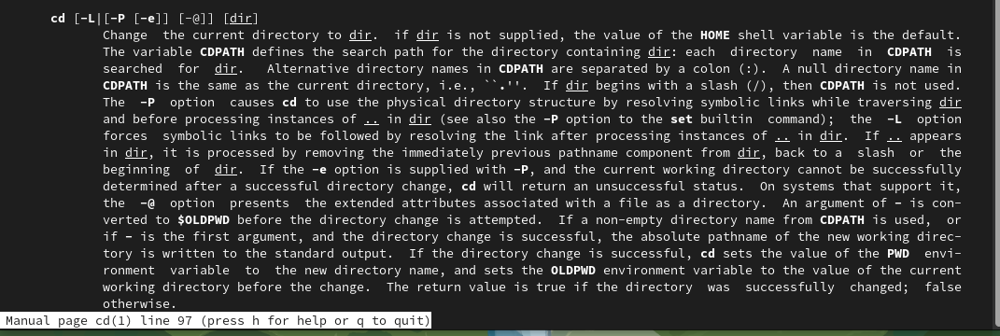 cd [-L|[-P [-e]] [-@]] [dir]
Change the current directory to dir. if dir is not supplied, the value of the HOME shell variable is the default.
The variable CDPATH defines the search path for the directory containing dir: each directory name in CDPATH is
searched for dir. Alternative directory names in CDPATH are separated by a colon (:). A null directory name in
CDPATH is the same as the current directory, i.e., ``.''. If dir begins with a slash (/), then CDPATH is not used.
The -P option causes cd to use the physical directory structure by resolving symbolic links while traversing dir
and before processing instances of .. in dir (see also the -P option to the set builtin command); the -L option
forces symbolic links to be followed by resolving the link after processing instances of .. in dir. If .. appears
in dir, it is processed by removing the immediately previous pathname component from dir, back to a slash or the
beginning of dir. If the -e option is supplied with -P, and the current working directory cannot be successfully
determined after a successful directory change, cd will return an unsuccessful status. On systems that support it,
the -@ option presents the extended attributes associated with a file as a directory. An argument of - is con-
verted to $OLDPWD before the directory change is attempted. If a non-empty directory name from CDPATH is used, or
if - is the first argument, and the directory change is successful, the absolute pathname of the new working direc-
tory is written to the standard output. If the directory change is successful, cd sets the value of the PWD envi-
ronment variable to the new directory name, and sets the OLDPWD environment variable to the value of the current
working directory before the change. The return value is true if the directory was successfully changed; false
otherwise.
Manual page cd(1) line 97 (press h for help or q to quit)